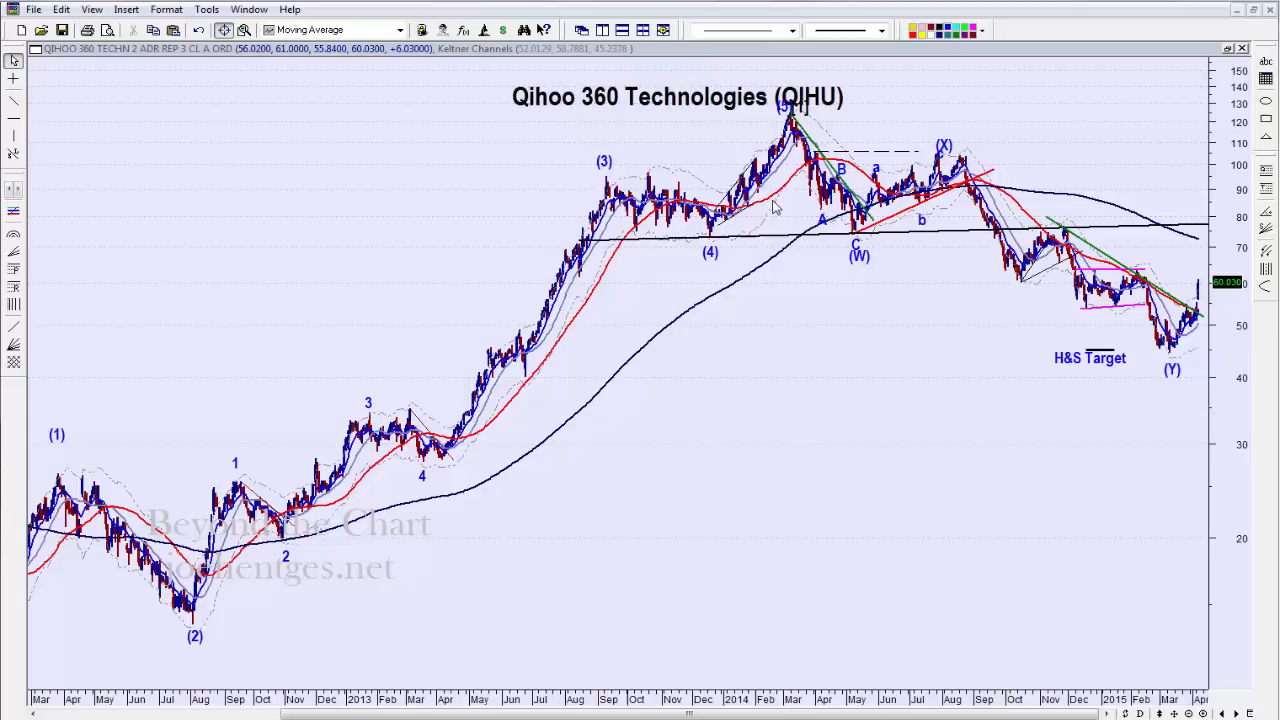 File Edit View Insert Format Tools Window Help
Moving Average
abc
QIHOO 360 TECHN 2 ADR REP 3 CL A ORD (56.0200, 61.0000, 55.8400, 60.0300, +6.03000), Keltner Channels (52.0129, 58.7881, 45.2378 )
Qihoo 360 Technologies (QIHU)
150
140
130
120
110
100
90
80
70
60.030
50
40
30
20
(5)
(3)
(X)
c
B
a
A
b
(4)
C
(W)
H&S Target
(Y)
(1)
3
1
4
2
(2)
Beyond the Chart
Mar Apr May Jun Jul Aug Sep Oct Nov Dec 2013 Feb Mar Apr May Jun Jul Aug Sep Oct Nov Dec 2014 Feb Mar Apr May Jun Jul Aug Sep Oct Nov Dec 2015 Feb Mar Apr
S D E